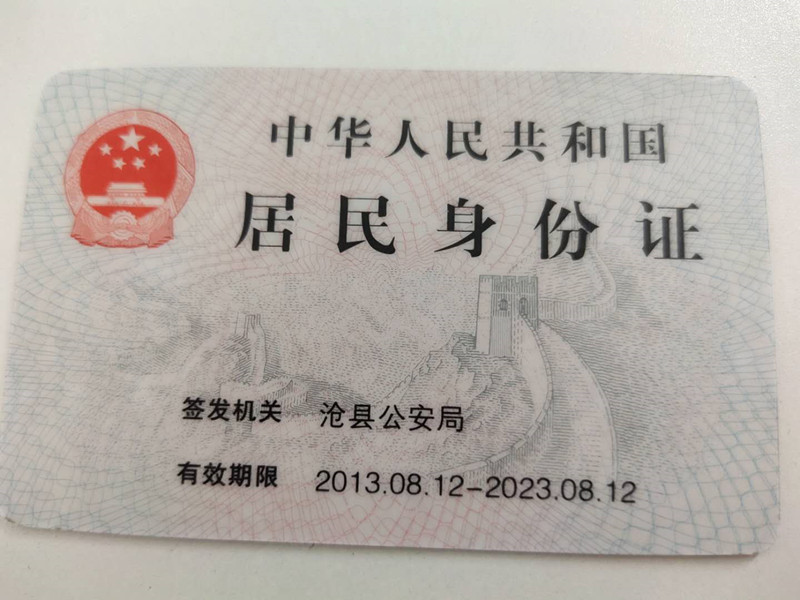 中华人民共和国
居民身份证
签发机关 沧县公安局
有效期限 2013.08.12-2023.08.12